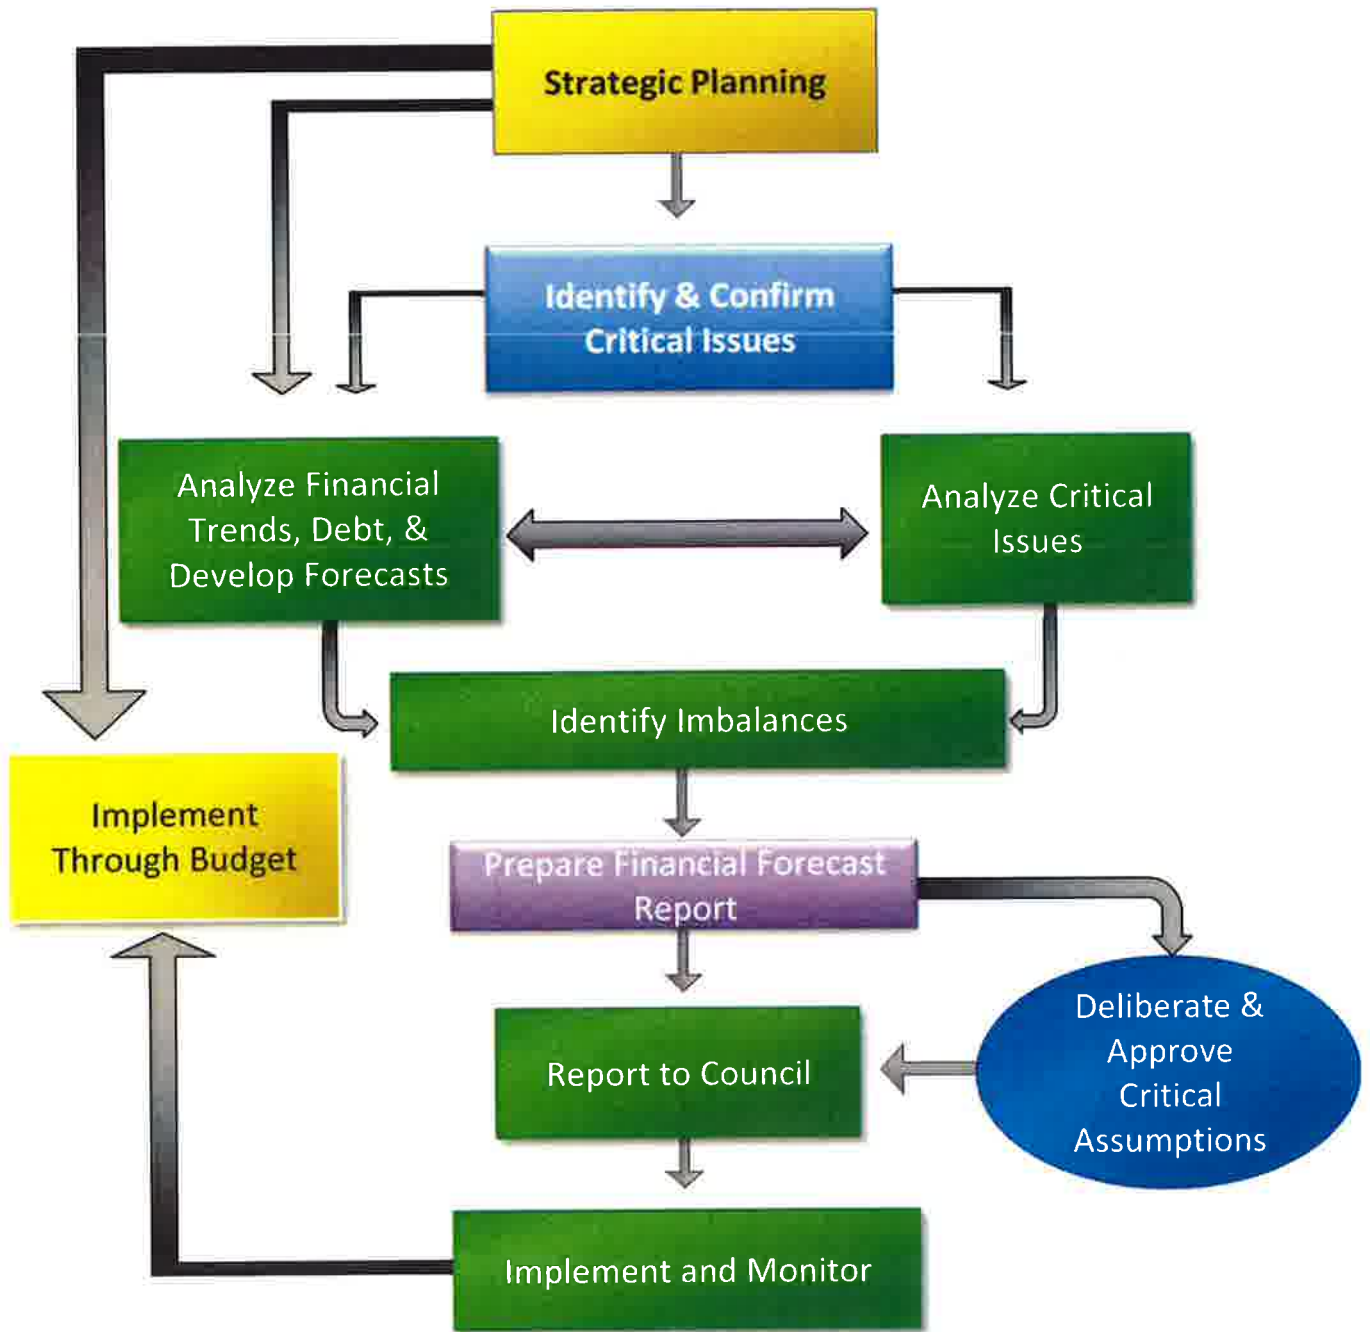 Strategic Planning
Identify & Confirm
Critical Issues
Analyze Financial
Trends, Debt, &
Develop Forecasts
Analyze Critical
Issues
Identify Imbalances
Implement
Through Budget
Prepare Financial Forecast
Report
Deliberate &
Approve
Critical
Assumptions
Report to Council
Implement and Monitor